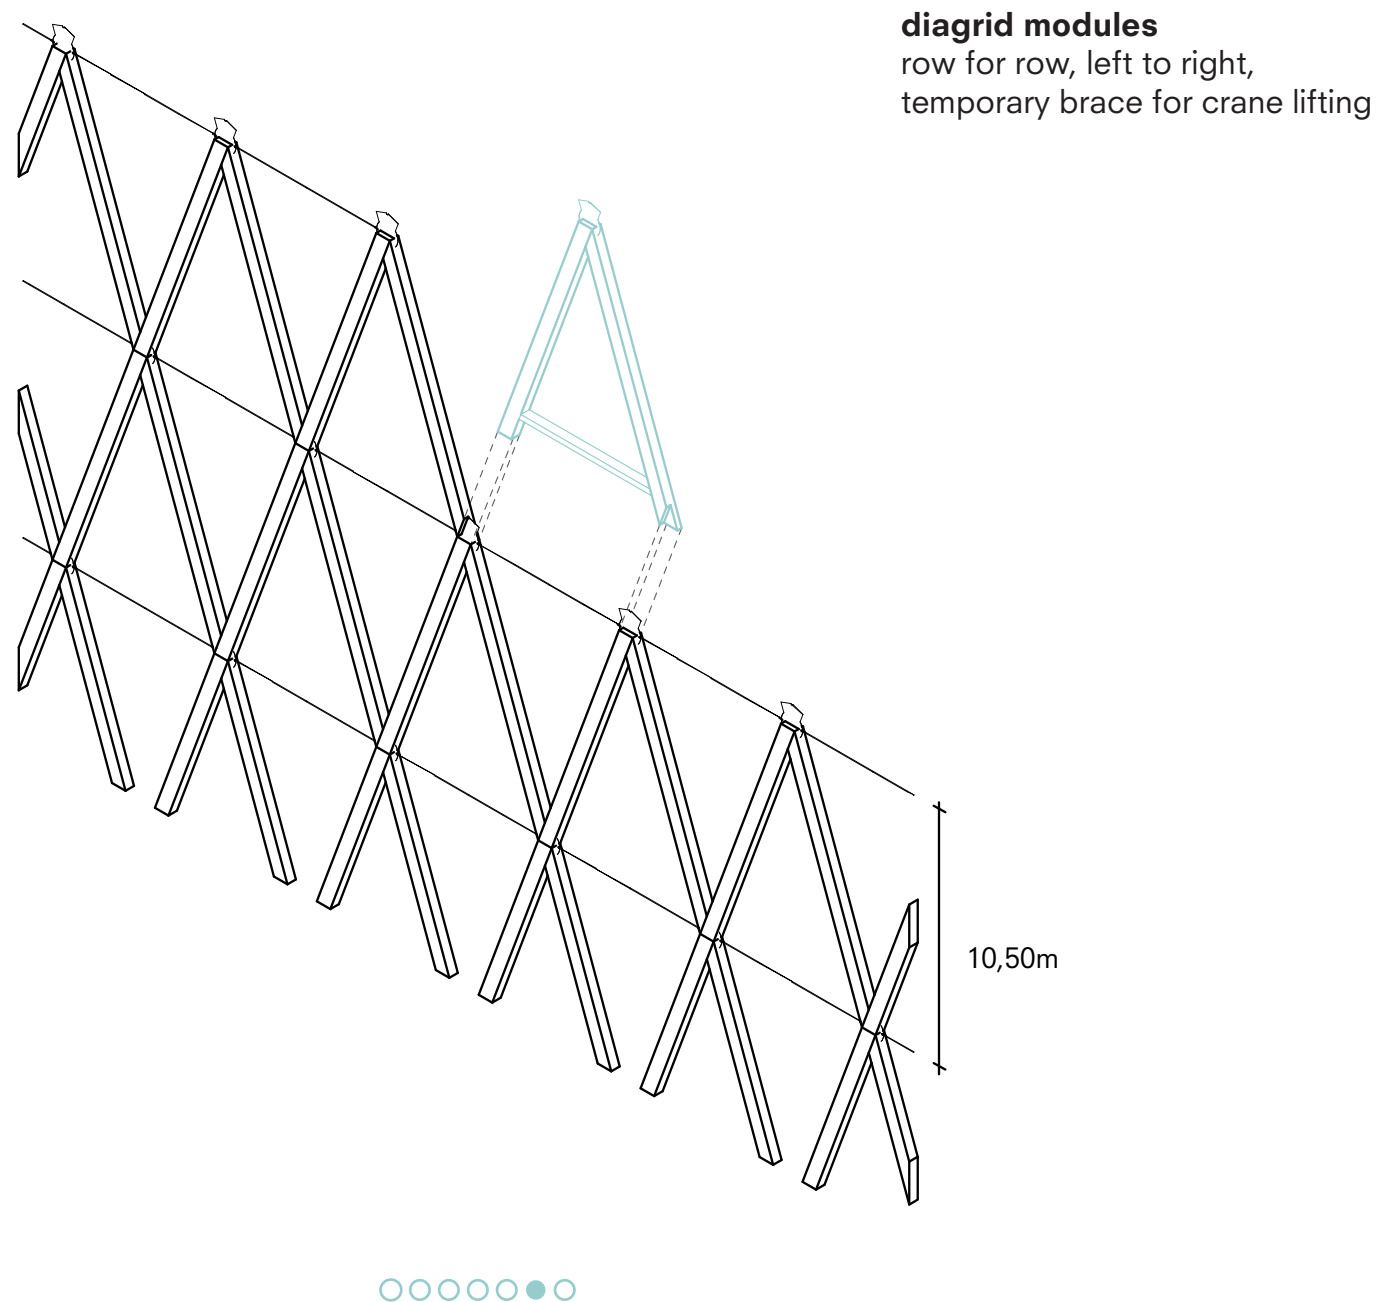 diagrid modules
row for row, left to right,
temporary brace for crane lifting
10,50m